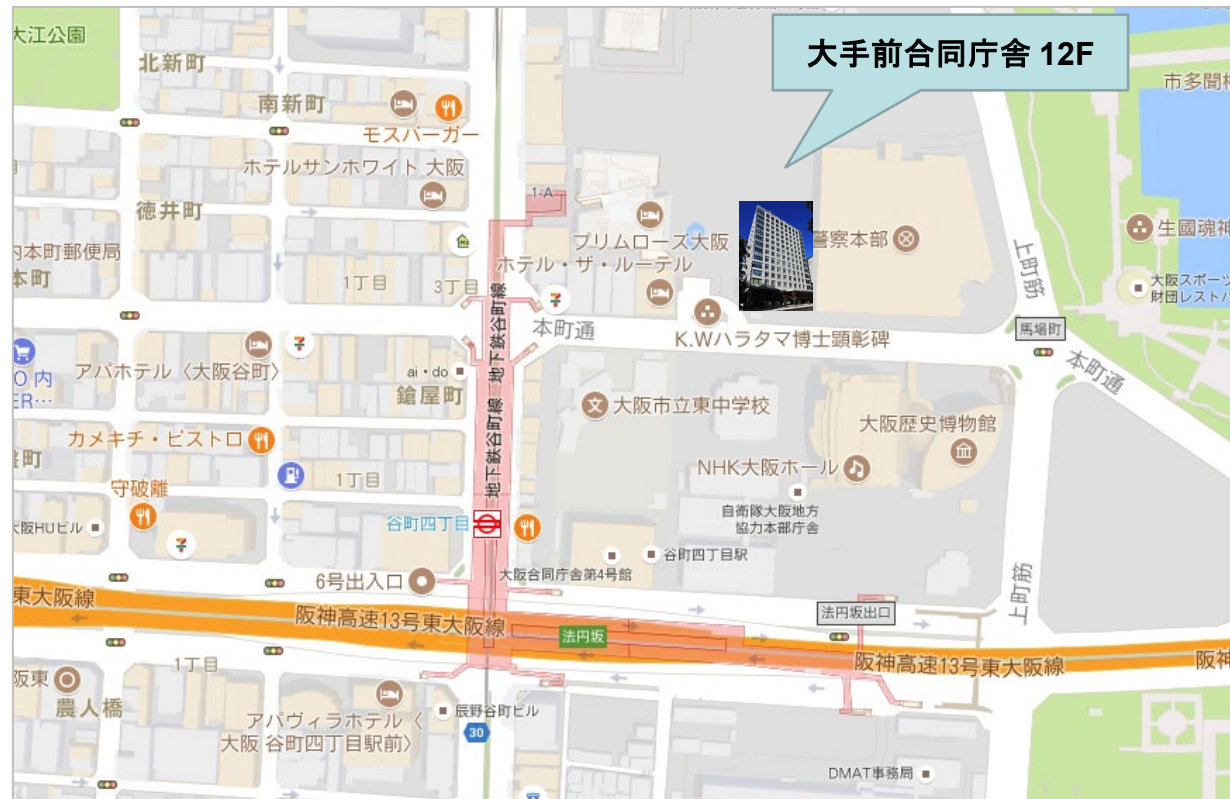 大手前合同庁舎 12F
大江公園
北新町
市多聞
南新町
モスバーガー
ホテルサンホワイト 大阪
1-A
徳井町
プリムローズ大阪
警察本部
生國魂神
内本町郵便局
本町
1丁目
3丁目
ホテル・ザ・ルーテル
上町筋
大阪スポーツ
財団レスト
地下鉄谷町線
地下鉄谷町線
本町通
K.Wハラタマ博士顕彰碑
馬場町
本町通
O 内
ER…
アパホテル〈大阪谷町〉
ai・do
鎗屋町
大阪市立東中学校
大阪歴史博物館
カメキチ・ビストロ
NHK大阪ホール
町
1丁目
守破離
自衛隊大阪地方
協力本部庁舎
大阪HUビル
谷町四丁目
谷町四丁目駅
大阪合同庁舎第4号館
6号出入口
上町筋
東大阪線
阪神高速13号東大阪線
法円坂
法円坂出口
阪神高速13号東大阪線
阪神
1丁目
阪東
農人橋
アパヴィラホテル〈
大阪 谷町四丁目駅前〉
辰野谷町ビル
30
DMAT事務局